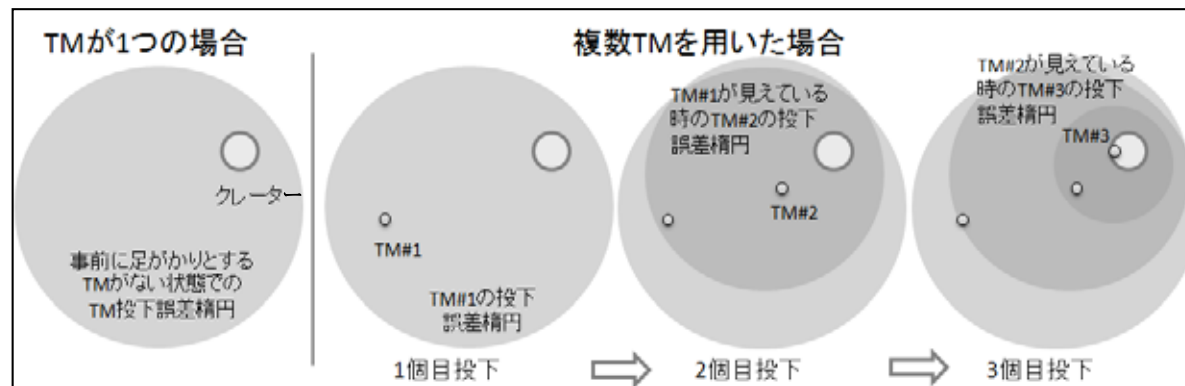 TMが1つの場合
クレーター
事前に足がかりとする
TMがない状態での
TM投下誤差楕円
複数TMを用いた場合
TM#1
TM#1の投下
誤差楕円
1個目投下
TM#1が見えている
時のTM#2の投下
誤差楕円
TM#2
2個目投下
TM#2が見えている
時のTM#3の投下
誤差楕円
TM#3
3個目投下